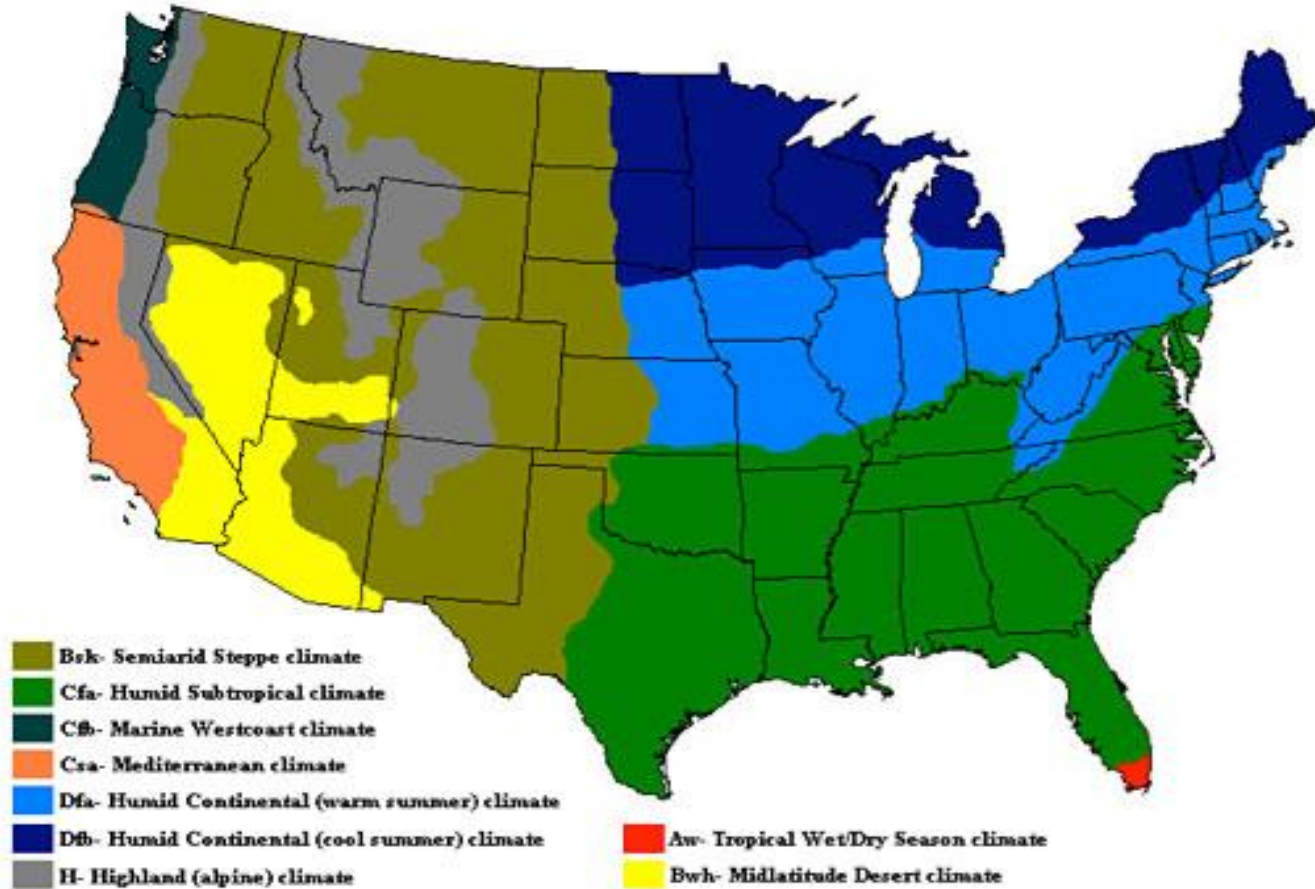 Bsk- Semiarid Steppe climate
Cfa- Humid Subtropical climate
Cfb- Marine Westcoast climate
Csa- Mediterranean climate
Dfa- Humid Continental (warm summer) climate
Dfb- Humid Continental (cool summer) climate
H- Highland (alpine) climate
Aw- Tropical Wet/Dry Season climate
Bwh- Midlatitude Desert climate